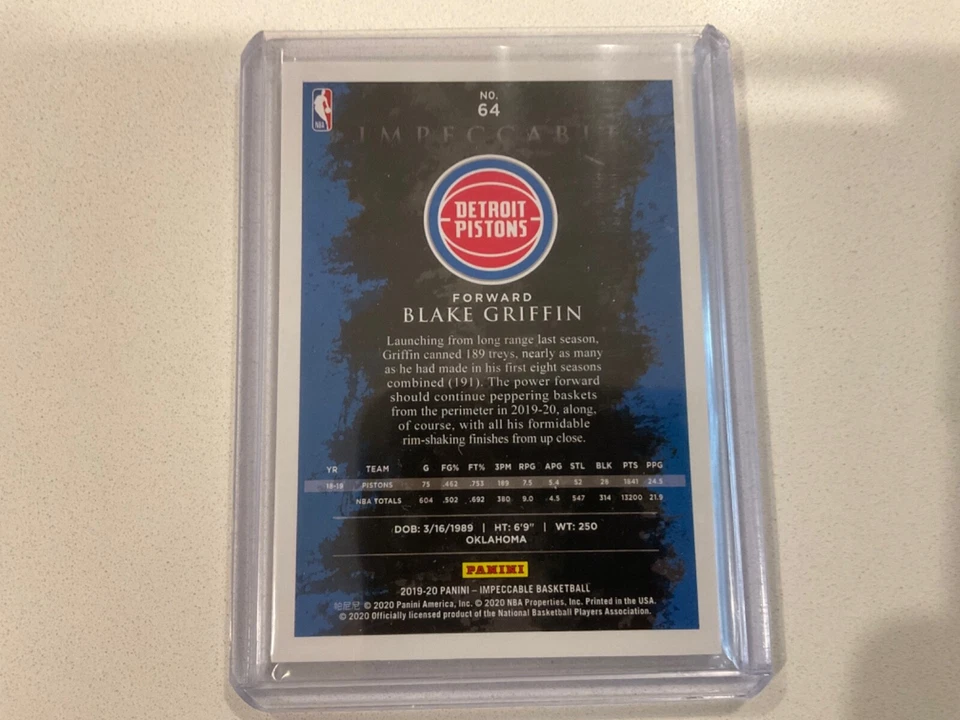 NO.
64
NBA
IMPECCABLE
DETROIT
PISTONS
FORWARD
BLAKE GRIFFIN
Launching from long range last season,
Griffin canned 189 treys, nearly as many
as he had made in his first eight seasons
combined (191). The power forward
should continue peppering baskets
from the perimeter in 2019-20, along,
of course, with all his formidable
rim-shaking finishes from up close.
YR TEAM G FG% FT% 3PM RPG APG STL BLK PTS PPG
18-19 PISTONS 75 .462 .753 189 7.5 5.4 52 28 1841 24.5
NBA TOTALS 604 .502 .692 380 9.0 4.5 547 314 13200 21.9
DOB: 3/16/1989 | HT: 6'9" | WT: 250
OKLAHOMA
PANINI
2019-20 PANINI – IMPECCABLE BASKETBALL
帕尼尼 © 2020 Panini America, Inc. © 2020 NBA Properties, Inc. Printed in the USA.
© 2020 Officially licensed product of the National Basketball Players Association.